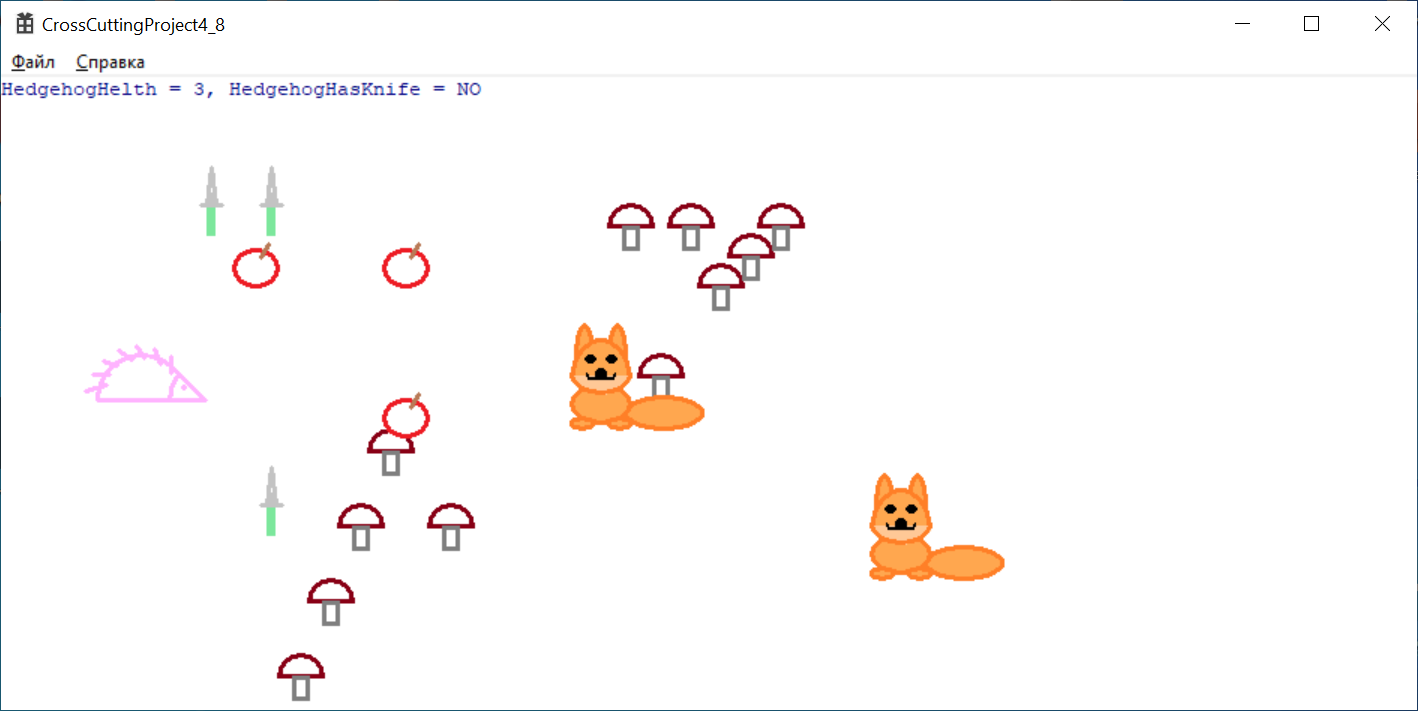 CrossCuttingProject4_8
Файл Справка
HedgehogHelth = 3, HedgehogHasKnife = NO